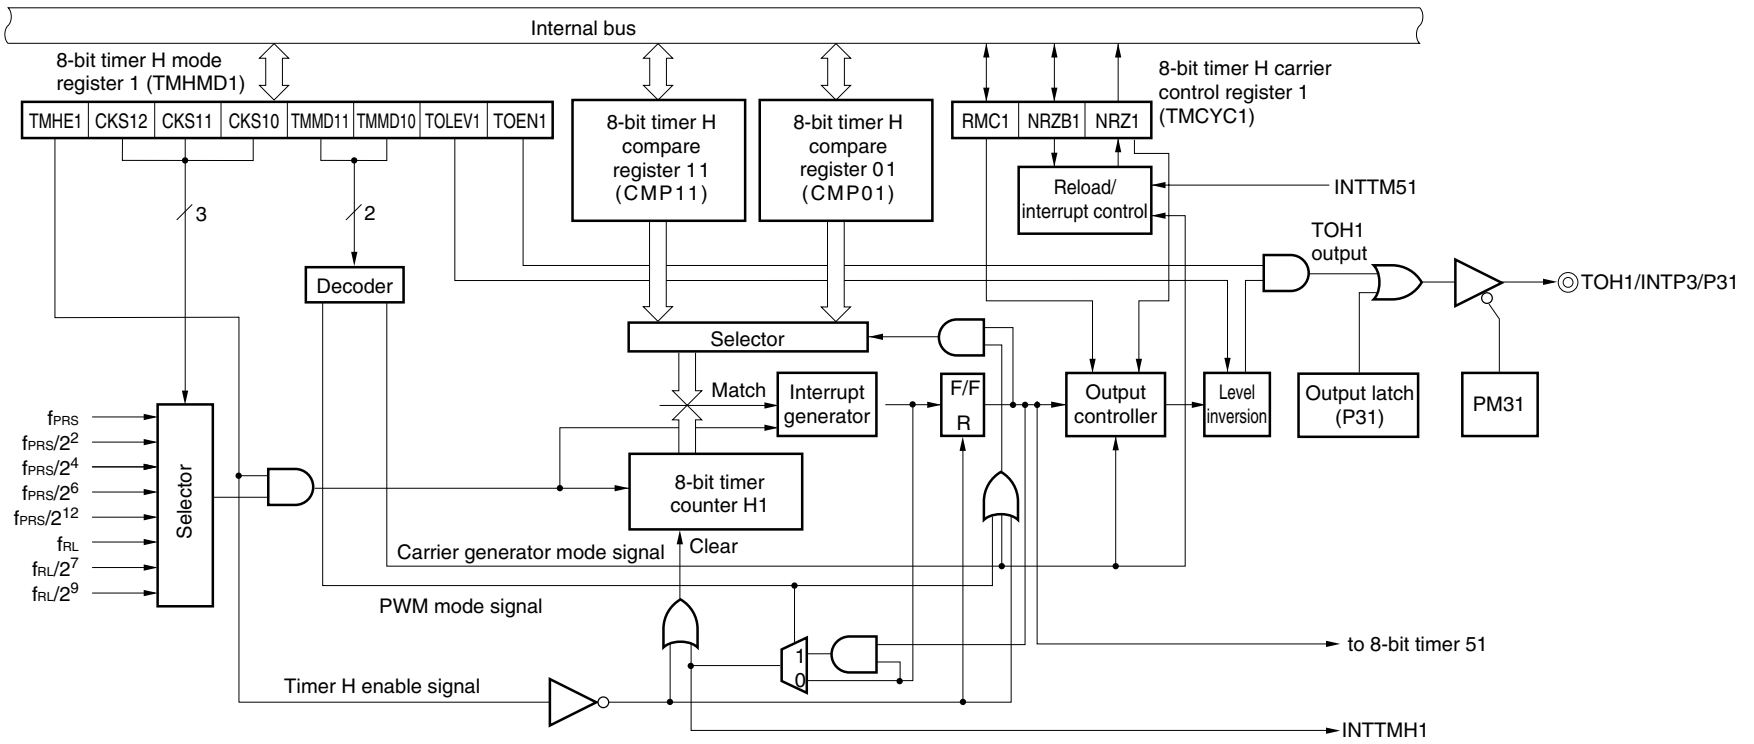 Internal bus
8-bit timer H mode
register 1 (TMHMD1)
8-bit timer H carrier
control register 1
(TMCYC1)
TMHE1 CKS12 CKS11 CKS10 TMMD11 TMMD10 TOLEV1 TOEN1
8-bit timer H
compare
register 11
(CMP11)
8-bit timer H
compare
register 01
(CMP01)
RMC1 NRZB1 NRZ1
Reload/
interrupt control
INTTM51
3
2
TOH1
output
Decoder
TOH1/INTP3/P31
Selector
Match
Interrupt
generator
F/F
R
Output
controller
Level
inversion
Output latch
(P31)
PM31
fPRS
fPRS/2²
fPRS/2⁴
fPRS/2⁶
fPRS/2¹²
fRL
fRL/2⁷
fRL/2⁹
Selector
8-bit timer
counter H1
Carrier generator mode signal
Clear
PWM mode signal
1
0
to 8-bit timer 51
Timer H enable signal
INTTMH1